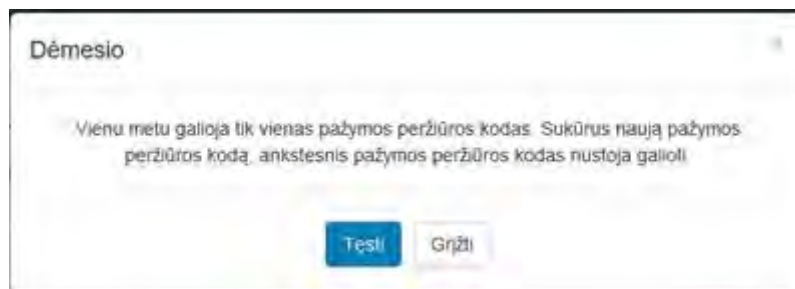 Dėmesio
Vienu metu galioja tik vienas pažymos peržiūros kodas. Sukūrus naują pažymos
peržiūros kodą, ankstesnis pažymos peržiūros kodas nustoja galioti
Tęsti
Grįžti